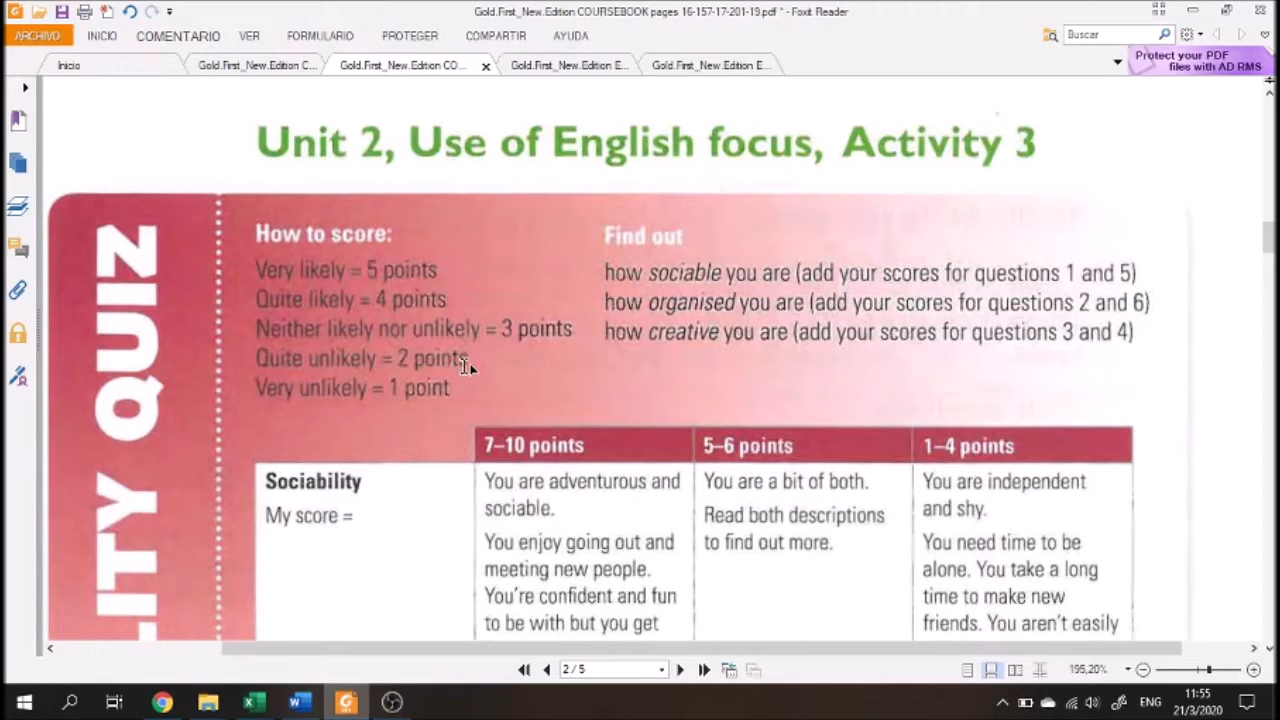 Gold.First_New.Edition COURSEBOOK pages 16-157-17-201-19.pdf * - Foxit Reader
ARCHIVO INICIO COMENTARIO VER FORMULARIO PROTEGER COMPARTIR AYUDA Buscar
Inicio Gold.First_New.Edition C... Gold.First_New.Edition CO... Gold.First_New.Edition E... Gold.First_New.Edition E...
Protect your PDF
files with AD RMS
Unit 2, Use of English focus, Activity 3
LITY QUIZ
How to score:
Very likely = 5 points
Quite likely = 4 points
Neither likely nor unlikely = 3 points
Quite unlikely = 2 points
Very unlikely = 1 point
Find out
how sociable you are (add your scores for questions 1 and 5)
how organised you are (add your scores for questions 2 and 6)
how creative you are (add your scores for questions 3 and 4)
7–10 points 5–6 points 1–4 points
Sociability
My score =
You are adventurous and
sociable.
You enjoy going out and
meeting new people.
You're confident and fun
to be with but you get
You are a bit of both.
Read both descriptions
to find out more.
You are independent
and shy.
You need time to be
alone. You take a long
time to make new
friends. You aren't easily
2 / 5
195,20%
ENG
11:55
21/3/2020